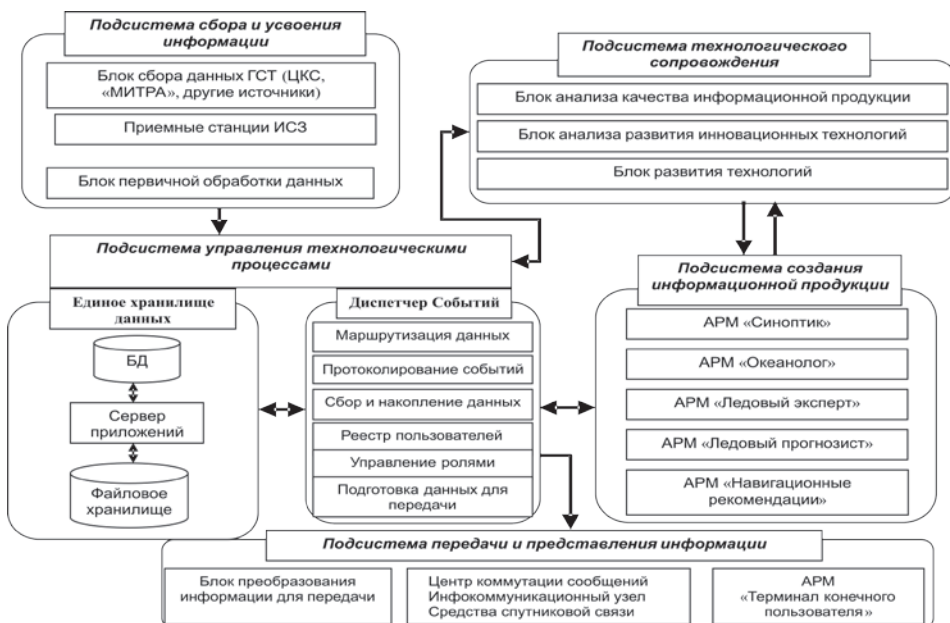 Подсистема сбора и усвоения
информации
Блок сбора данных ГСТ (ЦКС,
«МИТРА», другие источники)
Приемные станции ИСЗ
Блок первичной обработки данных
Подсистема технологического
сопровождения
Блок анализа качества информационной продукции
Блок анализа развития инновационных технологий
Блок развития технологий
Подсистема управления технологическими
процессами
Единое хранилище
данных
БД
Сервер
приложений
Файловое
хранилище
Диспетчер Событий
Маршрутизация данных
Протоколирование событий
Сбор и накопление данных
Реестр пользователей
Управление ролями
Подготовка данных для
передачи
Подсистема создания
информационной продукции
АРМ «Синоптик»
АРМ «Океанолог»
АРМ «Ледовый эксперт»
АРМ «Ледовый прогнозист»
АРМ «Навигационные
рекомендации»
Подсистема передачи и представления информации
Блок преобразования
информации для передачи
Центр коммутации сообщений
Инфокоммуникационный узел
Средства спутниковой связи
АРМ
«Терминал конечного
пользователя»